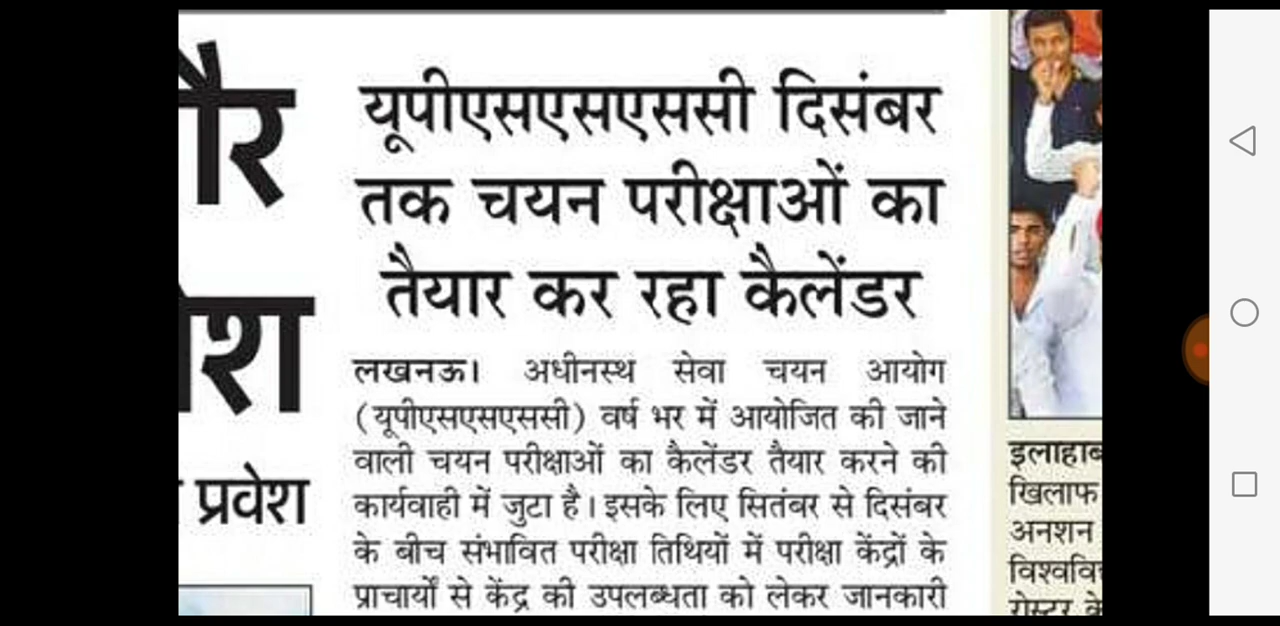 यूपीएसएसएससी दिसंबर
तक चयन परीक्षाओं का
तैयार कर रहा कैलेंडर
लखनऊ। अधीनस्थ सेवा चयन आयोग
(यूपीएसएसएससी) वर्ष भर में आयोजित की जाने
वाली चयन परीक्षाओं का कैलेंडर तैयार करने की
कार्यवाही में जुटा है। इसके लिए सितंबर से दिसंबर
के बीच संभावित परीक्षा तिथियों में परीक्षा केंद्रों के
प्राचार्यों से केंद्र की उपलब्धता को लेकर जानकारी
प्रवेश
खिलाफ
अनशन